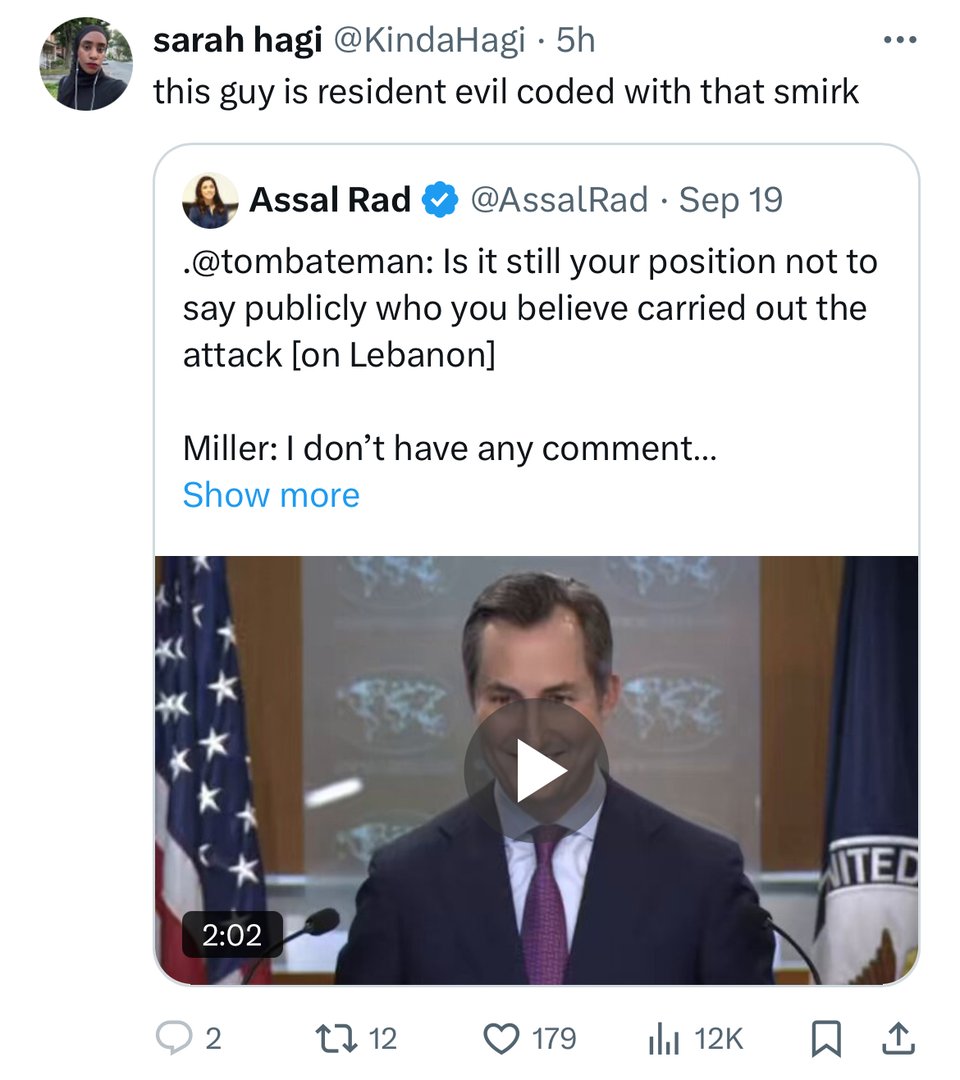 sarah hagi @KindaHagi · 5h
this guy is resident evil coded with that smirk
Assal Rad @AssalRad · Sep 19
.@tombateman: Is it still your position not to
say publicly who you believe carried out the
attack [on Lebanon]
Miller: I don’t have any comment...
Show more
NITED
2:02
2 12 179 12K